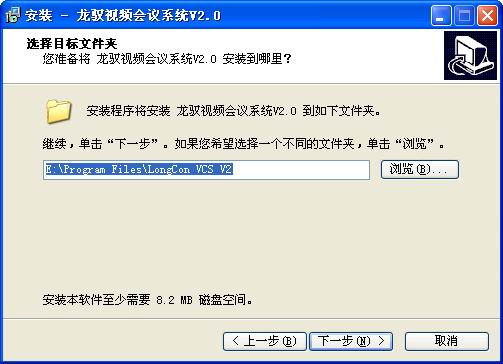 安装 - 龙驭视频会议系统V2.0
选择目标文件夹
您准备将 龙驭视频会议系统V2.0 安装到哪里？
安装程序将安装 龙驭视频会议系统V2.0 到如下文件夹。
继续，单击“下一步”。如果您希望选择一个不同的文件夹，单击“浏览”。
E:\Program Files\LongCon VCS V2
浏览(B)...
安装本软件至少需要 8.2 MB 磁盘空间。
< 上一步(B)
下一步(N) >
取消